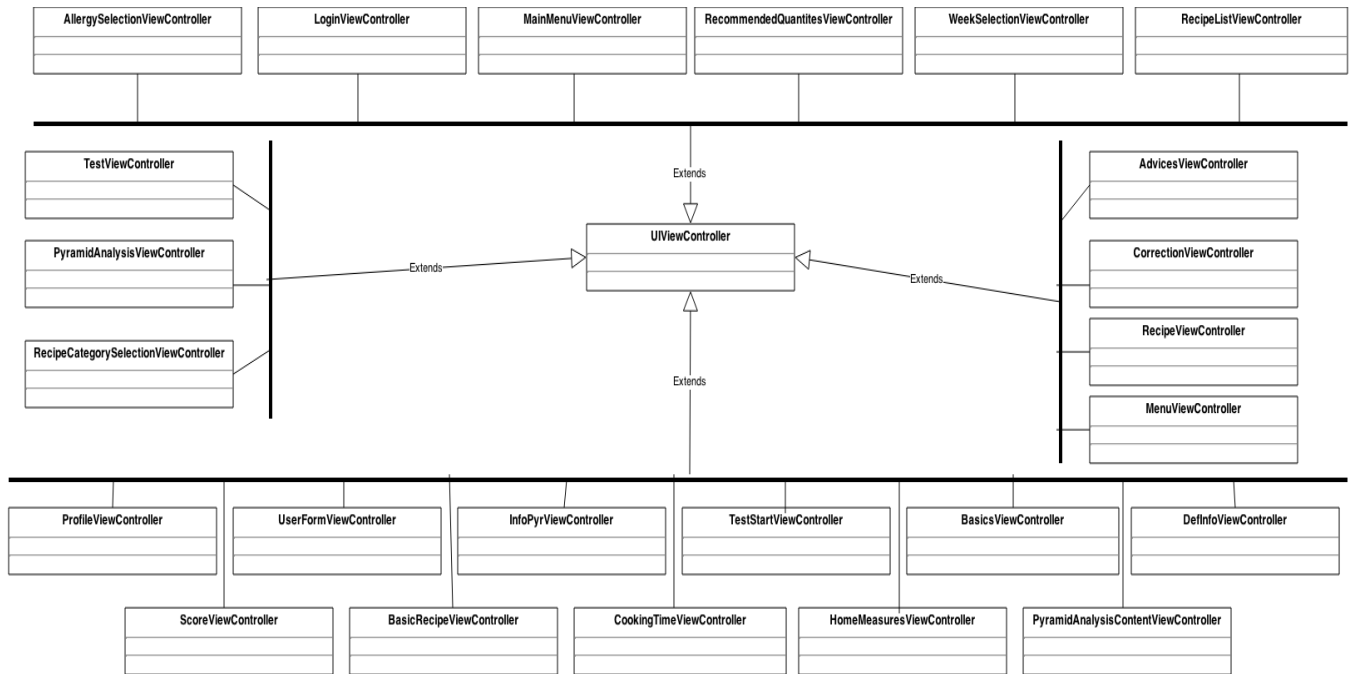 AllergySelectionViewController
LoginViewController
MainMenuViewController
RecommendedQuantitesViewController
WeekSelectionViewController
RecipeListViewController
TestViewController
AdvicesViewController
Extends
UIViewController
PyramidAnalysisViewController
CorrectionViewController
Extends
Extends
RecipeViewController
RecipeCategorySelectionViewController
Extends
MenuViewController
ProfileViewController
UserFormViewController
InfoPyrViewController
TestStartViewController
BasicsViewController
DefInfoViewController
ScoreViewController
BasicRecipeViewController
CookingTimeViewController
HomeMeasuresViewController
PyramidAnalysisContentViewController